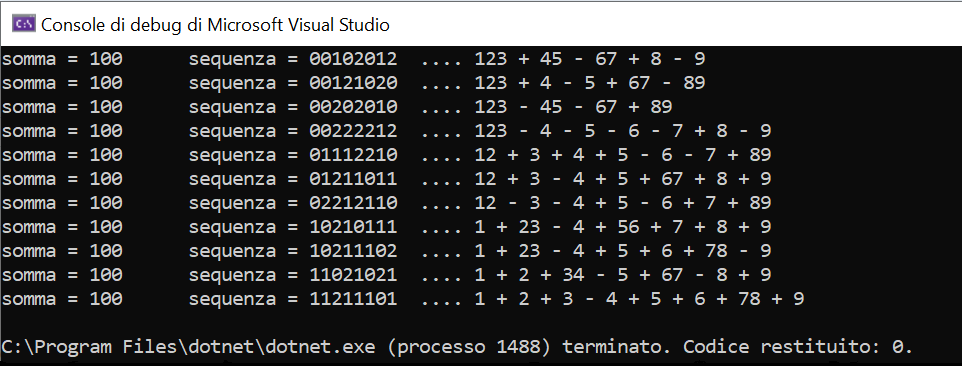 Console di debug di Microsoft Visual Studio
somma = 100      sequenza = 00102012  .... 123 + 45 - 67 + 8 - 9
somma = 100      sequenza = 00121020  .... 123 + 4 - 5 + 67 - 89
somma = 100      sequenza = 00202010  .... 123 - 45 - 67 + 89
somma = 100      sequenza = 00222212  .... 123 - 4 - 5 - 6 - 7 + 8 - 9
somma = 100      sequenza = 01112210  .... 12 + 3 + 4 + 5 - 6 - 7 + 89
somma = 100      sequenza = 01211011  .... 12 + 3 - 4 + 5 + 67 + 8 + 9
somma = 100      sequenza = 02212110  .... 12 - 3 - 4 + 5 - 6 + 7 + 89
somma = 100      sequenza = 10210111  .... 1 + 23 - 4 + 56 + 7 + 8 + 9
somma = 100      sequenza = 10211102  .... 1 + 23 - 4 + 5 + 6 + 78 - 9
somma = 100      sequenza = 11021021  .... 1 + 2 + 34 - 5 + 67 - 8 + 9
somma = 100      sequenza = 11211101  .... 1 + 2 + 3 - 4 + 5 + 6 + 78 + 9
C:\Program Files\dotnet\dotnet.exe (processo 1488) terminato. Codice restituito: 0.